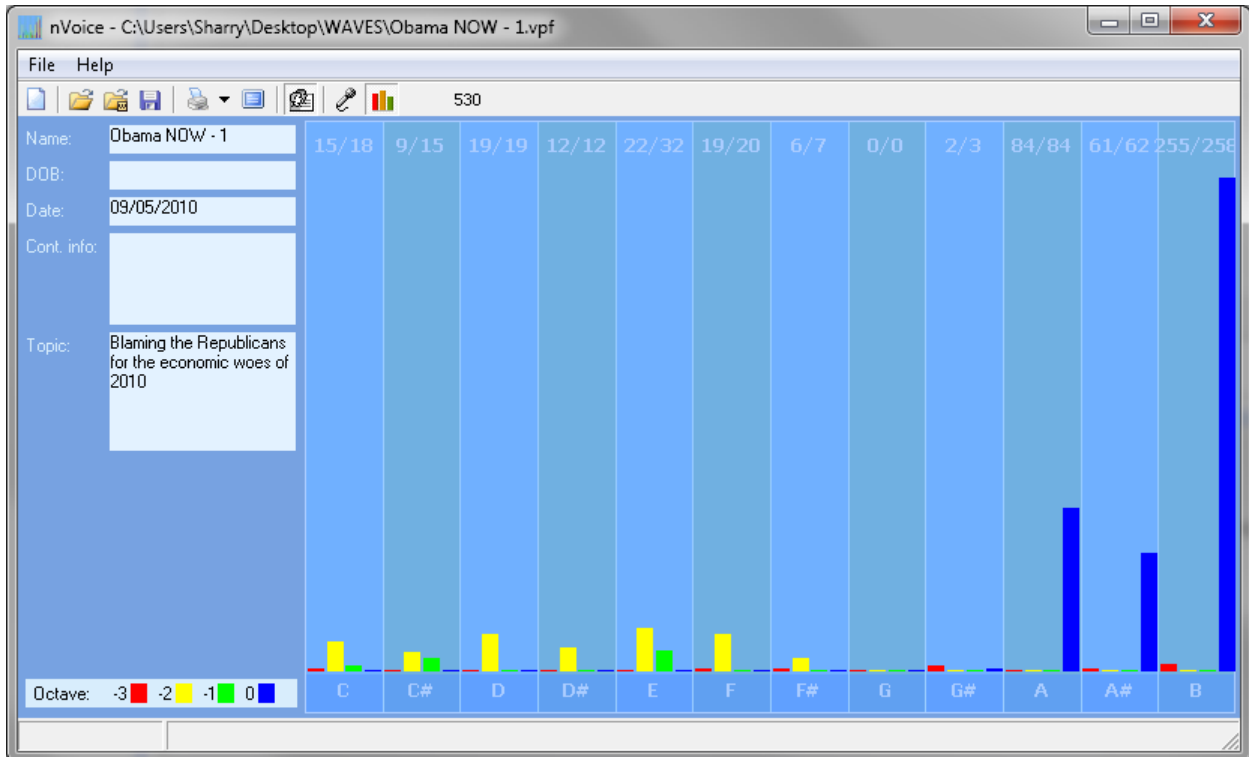 nVoice - C:\Users\Sharry\Desktop\WAVES\Obama NOW - 1.vpf
File Help
530
Name: Obama NOW - 1
DOB:
Date: 09/05/2010
Cont. info:
Topic: Blaming the Republicans
for the economic woes of
2010
15/18 9/15 19/19 12/12 22/32 19/20 6/7 0/0 2/3 84/84 61/62 255/258
Octave: -3 -2 -1 0
C C# D D# E F F# G G# A A# B